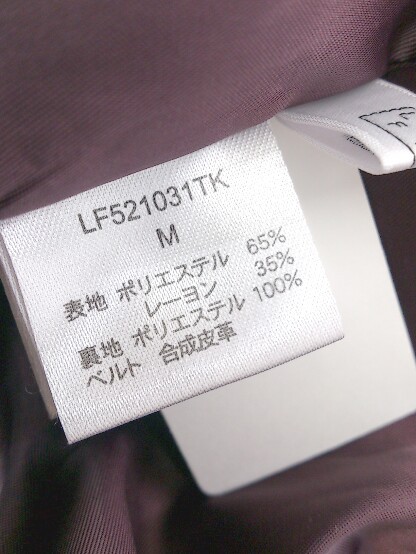 LF521031TK
M
表地 ポリエステル 65%
レーヨン 35%
裏地 ポリエステル 100%
ベルト 合成皮革